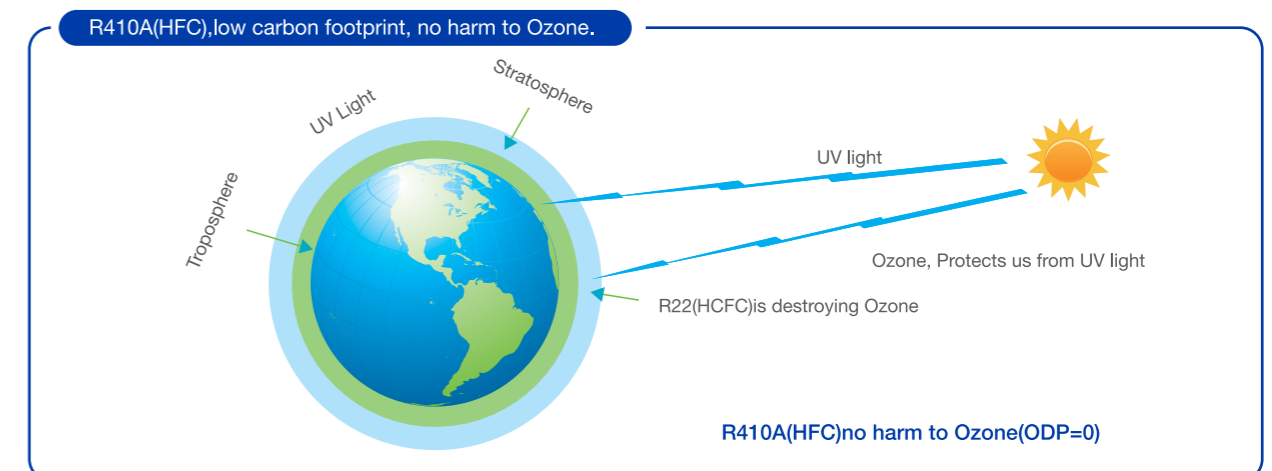 R410A(HFC),low carbon footprint, no harm to Ozone.
Stratosphere
UV Light
UV light
Troposphere
Ozone, Protects us from UV light
R22(HCFC)is destroying Ozone
R410A(HFC)no harm to Ozone(ODP=0)